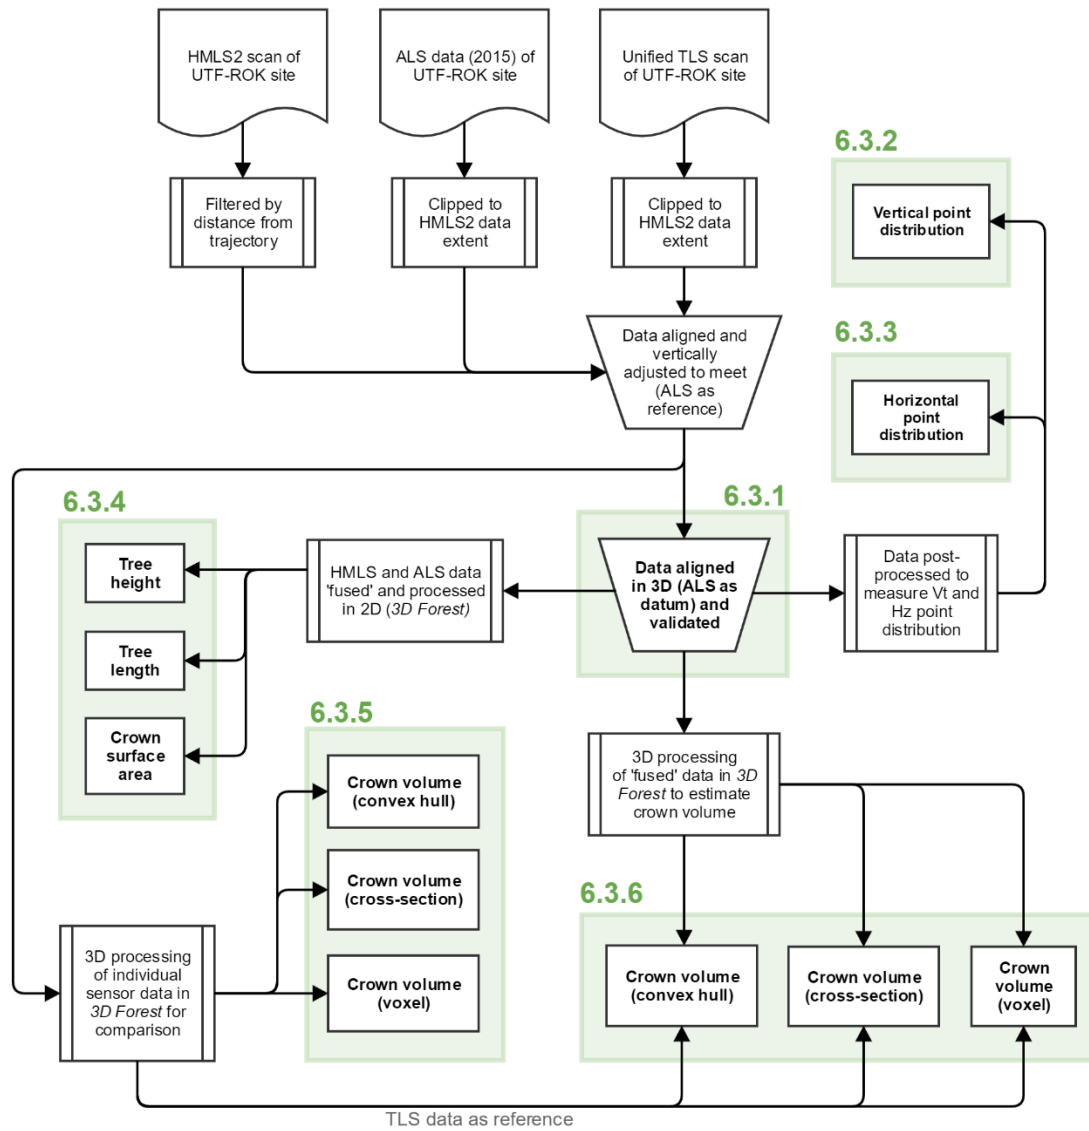 HMLS2 scan of
UTF-ROK site
ALS data (2015) of
UTF-ROK site
Unified TLS scan
of UTF-ROK site
6.3.2
Filtered by
distance from
trajectory
Clipped to
HMLS2 data
extent
Clipped to
HMLS2 data
extent
Vertical point
distribution
6.3.3
Data aligned and
vertically
adjusted to meet
(ALS as
reference)
Horizontal
point
distribution
6.3.4
6.3.1
Tree
height
HMLS and ALS data
'fused' and processed
in 2D (3D Forest)
Data aligned
in 3D (ALS as
datum) and
validated
Data post-
processed to
measure Vt and
Hz point
distribution
Tree
length
Crown
surface
area
6.3.5
Crown volume
(convex hull)
3D processing
of 'fused' data in 3D
Forest to estimate
crown volume
Crown volume
(cross-section)
6.3.6
3D processing
of individual
sensor data in
3D Forest for
comparison
Crown volume
(voxel)
Crown volume
(convex hull)
Crown volume
(cross-section)
Crown
volume
(voxel)
TLS data as reference